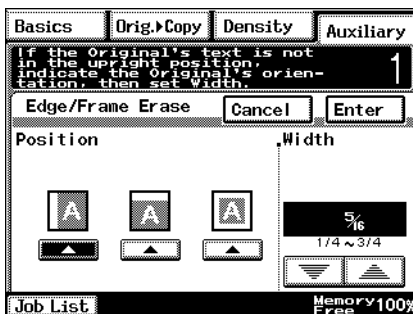 Basics Orig.▸Copy Density Auxiliary
If the Original's text is not
in the upright position,
indicate the Original's orien-
tation, then set Width.
1
Edge/Frame Erase Cancel Enter
Position Width
A A A
5/16
1/4~3/4
Job List Memory Free 100%